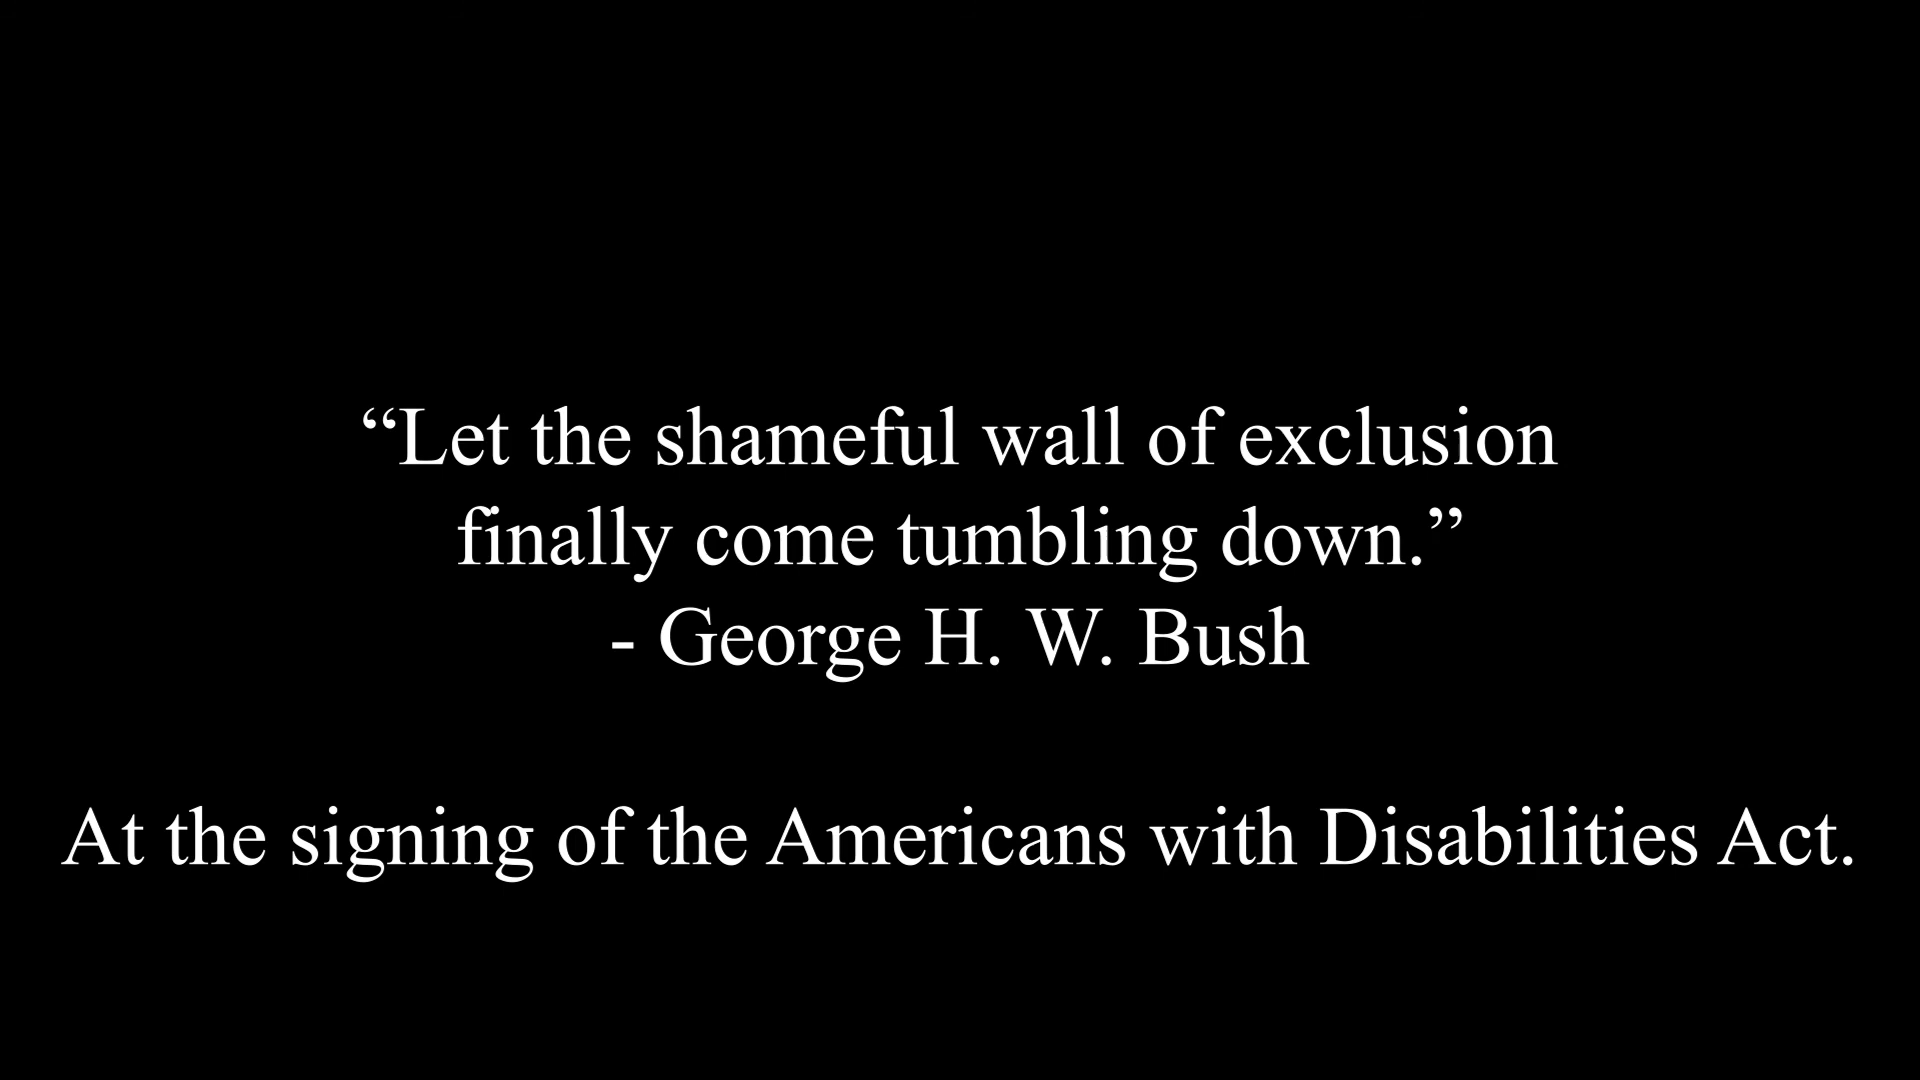 “Let the shameful wall of exclusion
finally come tumbling down.”
- George H. W. Bush
At the signing of the Americans with Disabilities Act.